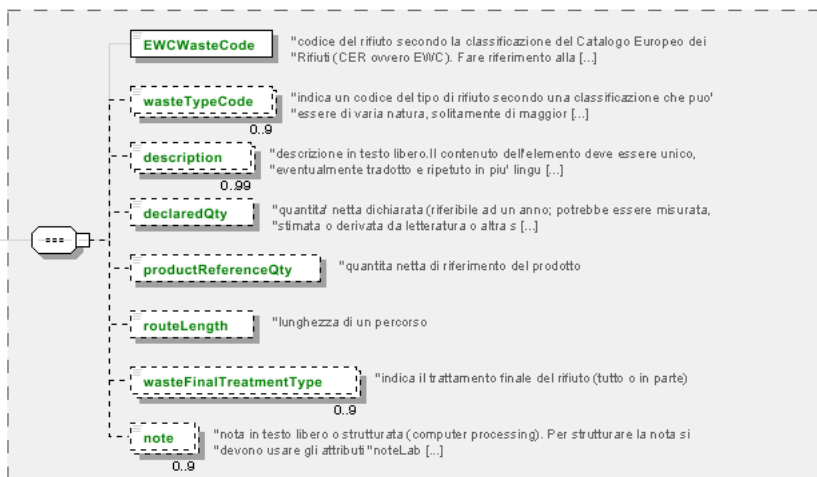 EWCWasteCode
"codice del rifiuto secondo la classificazione del Catalogo Europeo dei
"Rifiuti (CER ovvero EWC). Fare riferimento alla [...]
wasteTypeCode
"indica un codice del tipo di rifiuto secondo una classificazione che puo'
"essere di varia natura, solitamente di maggior [...]
0..9
description
"descrizione in testo libero.Il contenuto dell'elemento deve essere unico,
"eventualmente tradotto e ripetuto in piu' lingu [...]
0..99
declaredQty
"quantita' netta dichiarata (riferibile ad un anno; potrebbe essere misurata,
"stimata o derivata da letteratura o altra s [...]
productReferenceQty
"quantita netta di riferimento del prodotto
routeLength
"lunghezza di un percorso
wasteFinalTreatmentType
"indica il trattamento finale del rifiuto (tutto o in parte)
0..9
note
"nota in testo libero o strutturata (computer processing). Per strutturare la nota si
"devono usare gli attributi "noteLab [...]
0..9